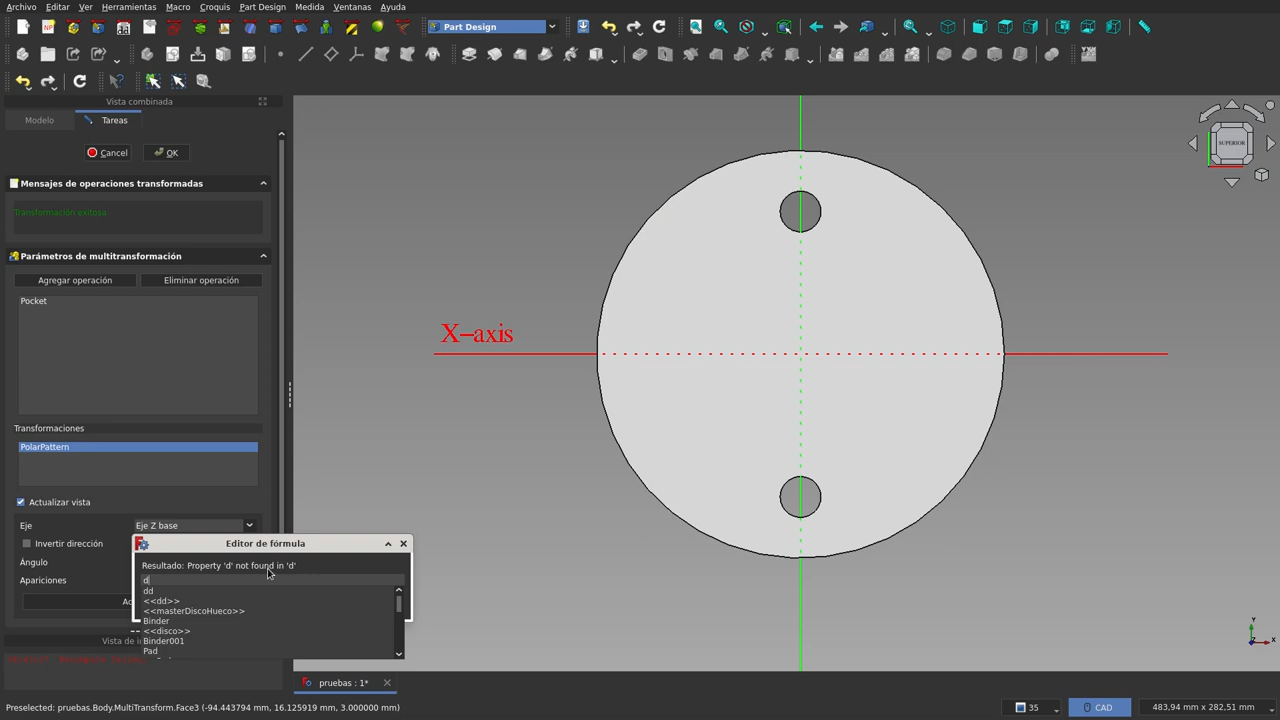 Archivo Editar Ver Herramientas Macro Croquis Part Design Medida Ventanas Ayuda
Part Design
Vista combinada
Modelo Tareas
Cancel OK
Mensajes de operaciones transformadas
Transformación exitosa
Parámetros de multitransformación
Agregar operación Eliminar operación
Pocket
Transformaciones
PolarPattern
Actualizar vista
Eje Eje Z base
Invertir dirección
Ángulo
Apariciones
Editor de fórmula
Resultado: Property 'd' not found in 'd'
d
dd
<<dd>>
<<masterDiscoHueco>>
Binder
<<disco>>
Binder001
Pad
Vista de
X-axis
SUPERIOR
Y
Z
X
pruebas : 1*
Preselected: pruebas.Body.MultiTransform.Face3 (-94.443794 mm, 16.125919 mm, 3.000000 mm)
35
CAD
483,94 mm x 282,51 mm